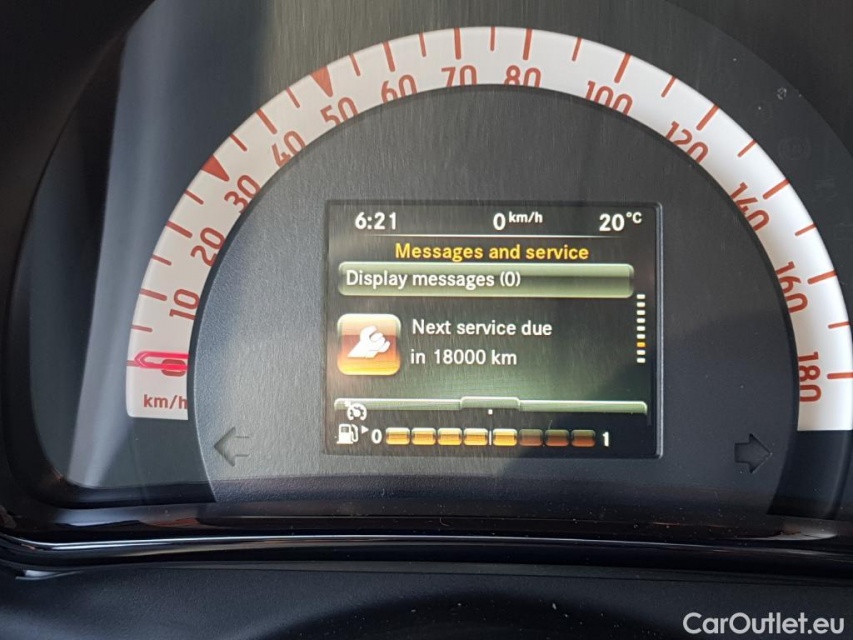 10 20 30 40 50 60 70 80 100 120 140 160 180
km/h
6:21 0 km/h 20°C
Messages and service
Display messages (0)
Next service due
in 18000 km
0 1
CarOutlet.eu